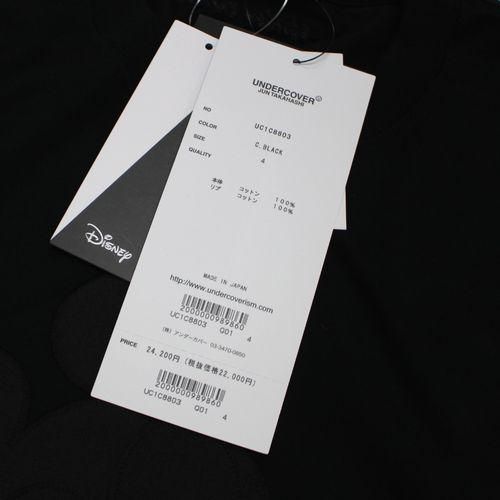 UNDERCOVER
JUN TAKAHASHI
NO UC1C8803
COLOR C.BLACK
SIZE 4
QUALITY
本体 コットン 100%
リブ コットン 100%
MADE IN JAPAN
http://www.undercoverism.com
2000000989860
UC1C8803 Q01 4
(株) アンダーカバー 03-3470-0850
PRICE 24,200円 (税抜価格22,000円)
2000000989860
UC1C8803 Q01 4
Disney